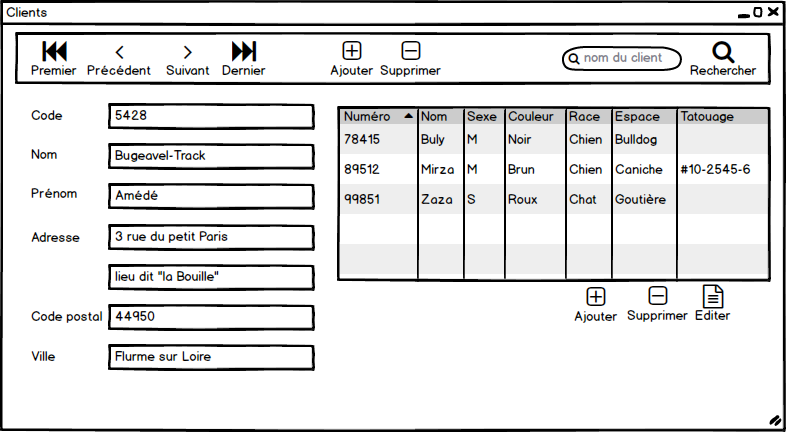 Clients
Premier Précédent Suivant Dernier Ajouter Supprimer nom du client Rechercher
Code 5428
Nom Bugeavel-Track
Prénom Amédé
Adresse 3 rue du petit Paris
lieu dit "la Bouille"
Code postal 44950
Ville Flurme sur Loire
Numéro Nom Sexe Couleur Race Espace Tatouage
78415 Buly M Noir Chien Bulldog
89512 Mirza M Brun Chien Caniche #10-2545-6
99851 Zaza S Roux Chat Goutière
Ajouter Supprimer Editer